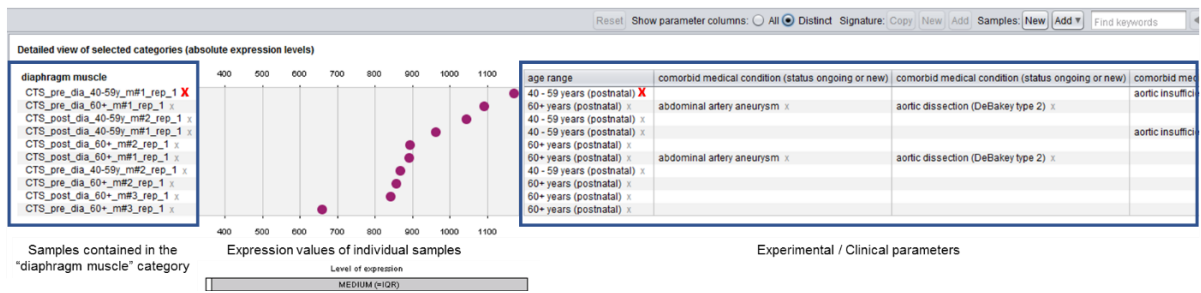 Reset Show parameter columns: All Distinct Signature: Copy New Add Samples: New Add Find keywords
Detailed view of selected categories (absolute expression levels)
diaphragm muscle 400 500 600 700 800 900 1000 1100 age range comorbid medical condition (status ongoing or new) comorbid medical condition (status ongoing or new) comorbid med
CTS_pre_dia_40-59y_m#1_rep_1 X 40 - 59 years (postnatal) X aortic insuffici
CTS_pre_dia_60+_m#1_rep_1 x 60+ years (postnatal) x abdominal artery aneurysm x aortic dissection (DeBakey type 2) x
CTS_post_dia_40-59y_m#2_rep_1 x 40 - 59 years (postnatal) x
CTS_post_dia_40-59y_m#1_rep_1 x 40 - 59 years (postnatal) x aortic insuffici
CTS_post_dia_60+_m#2_rep_1 x 60+ years (postnatal) x
CTS_post_dia_60+_m#1_rep_1 x 60+ years (postnatal) x abdominal artery aneurysm x aortic dissection (DeBakey type 2) x
CTS_pre_dia_40-59y_m#2_rep_1 x 40 - 59 years (postnatal) x
CTS_pre_dia_60+_m#2_rep_1 x 60+ years (postnatal) x
CTS_post_dia_60+_m#3_rep_1 x 60+ years (postnatal) x
CTS_pre_dia_60+_m#3_rep_1 x 60+ years (postnatal) x
400 500 600 700 800 900 1000 1100
Samples contained in the
"diaphragm muscle" category
Expression values of individual samples
Experimental / Clinical parameters
Level of expression
MEDIUM (=IQR)